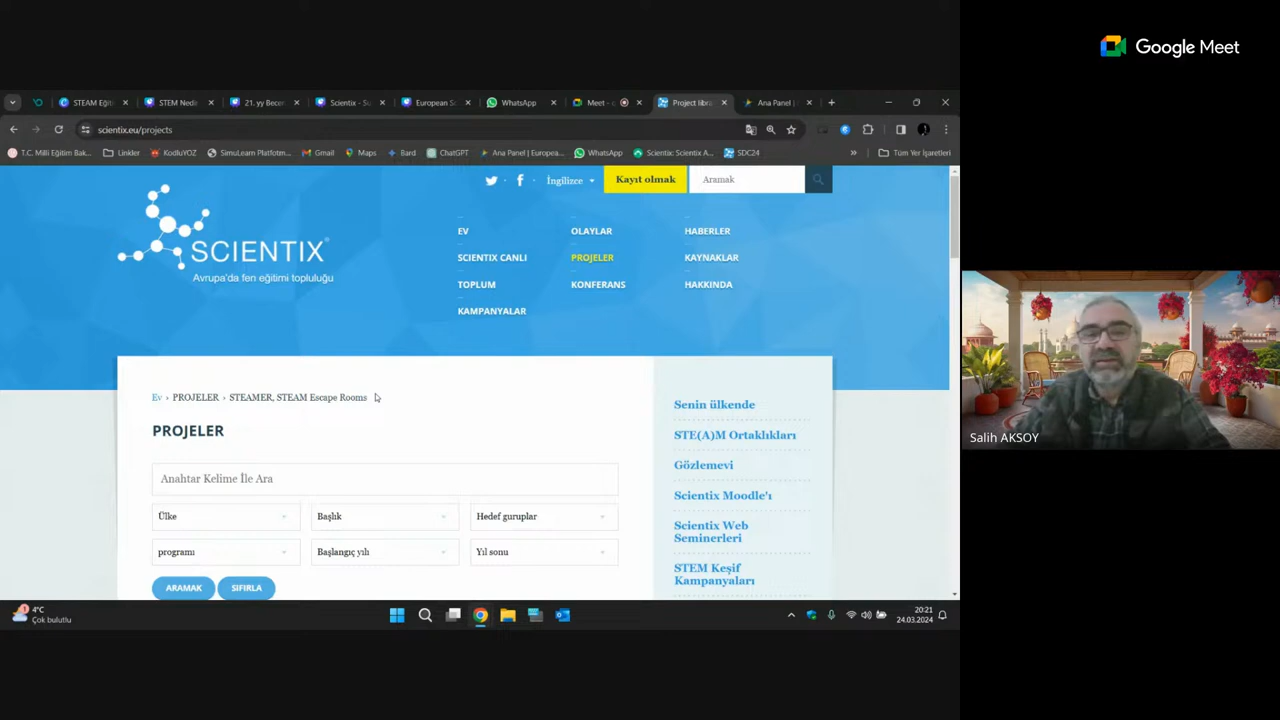 Google Meet
STEAM Eğiti
STEM Nedir
21. yy Becer
Scientix - S
European Sc
WhatsApp
Meet -
Project libra
Ana Panel |
scientix.eu/projects
T.C. Millî Eğitim Bak...
Linkler
KodluYOZ
SimuLearn Platfotm...
Gmail
Maps
Bard
ChatGPT
Ana Panel | Europea...
WhatsApp
Scientix: Scientix A...
SDC24
Tüm Yer İşaretleri
İngilizce
Kayıt olmak
Aramak
SCIENTIX
Avrupa'da fen eğitimi topluluğu
EV
OLAYLAR
HABERLER
SCIENTIX CANLI
PROJELER
KAYNAKLAR
TOPLUM
KONFERANS
HAKKINDA
KAMPANYALAR
Ev › PROJELER › STEAMER, STEAM Escape Rooms
PROJELER
Anahtar Kelime İle Ara
Ülke
Başlık
Hedef guruplar
programı
Başlangıç yılı
Yıl sonu
ARAMAK
SIFIRLA
Senin ülkende
STE(A)M Ortaklıkları
Gözlemevi
Scientix Moodle'ı
Scientix Web
Seminerleri
STEM Keşif
Kampanyaları
Salih AKSOY
1
4°C
Çok bulutlu
20:21
24.03.2024